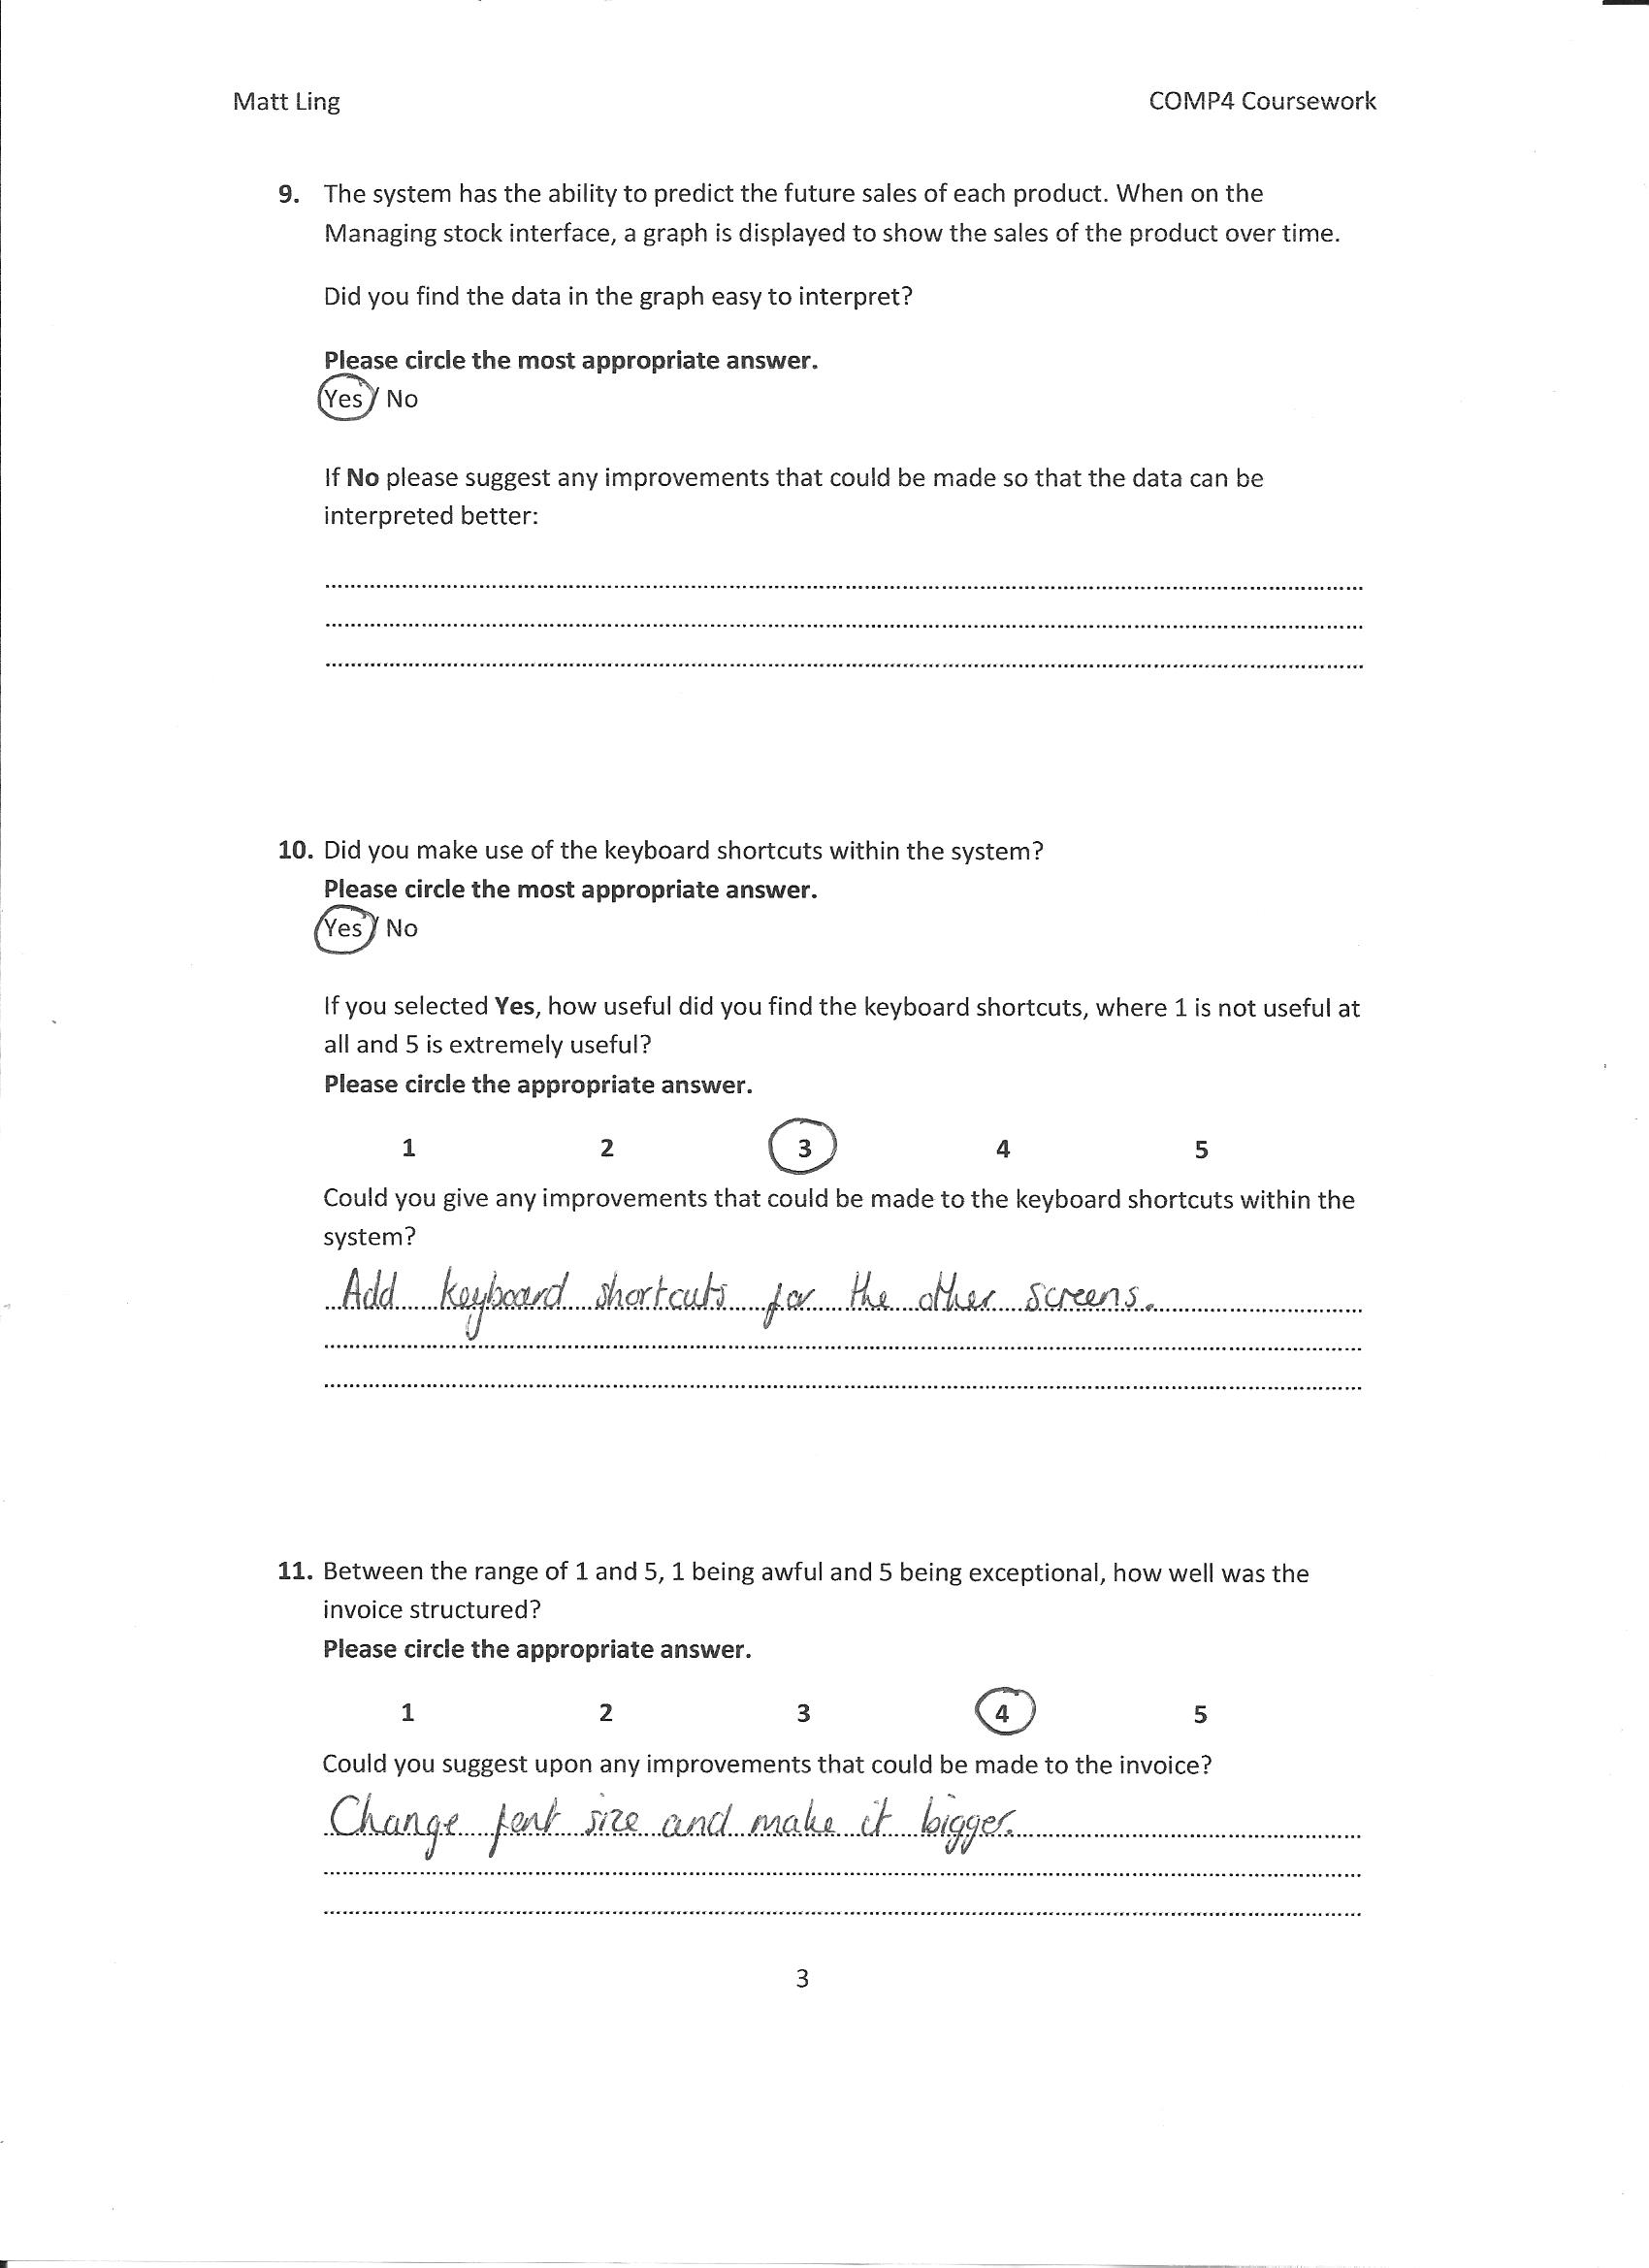 Matt Ling COMP4 Coursework
9. The system has the ability to predict the future sales of each product. When on the
Managing stock interface, a graph is displayed to show the sales of the product over time.
Did you find the data in the graph easy to interpret?
Please circle the most appropriate answer.
Yes / No
If No please suggest any improvements that could be made so that the data can be
interpreted better:
10. Did you make use of the keyboard shortcuts within the system?
Please circle the most appropriate answer.
Yes / No
If you selected Yes, how useful did you find the keyboard shortcuts, where 1 is not useful at
all and 5 is extremely useful?
Please circle the appropriate answer.
1 2 3 4 5
Could you give any improvements that could be made to the keyboard shortcuts within the
system?
Add keyboard shortcuts for the other screens.
11. Between the range of 1 and 5, 1 being awful and 5 being exceptional, how well was the
invoice structured?
Please circle the appropriate answer.
1 2 3 4 5
Could you suggest upon any improvements that could be made to the invoice?
Change font size and make it bigger.
3